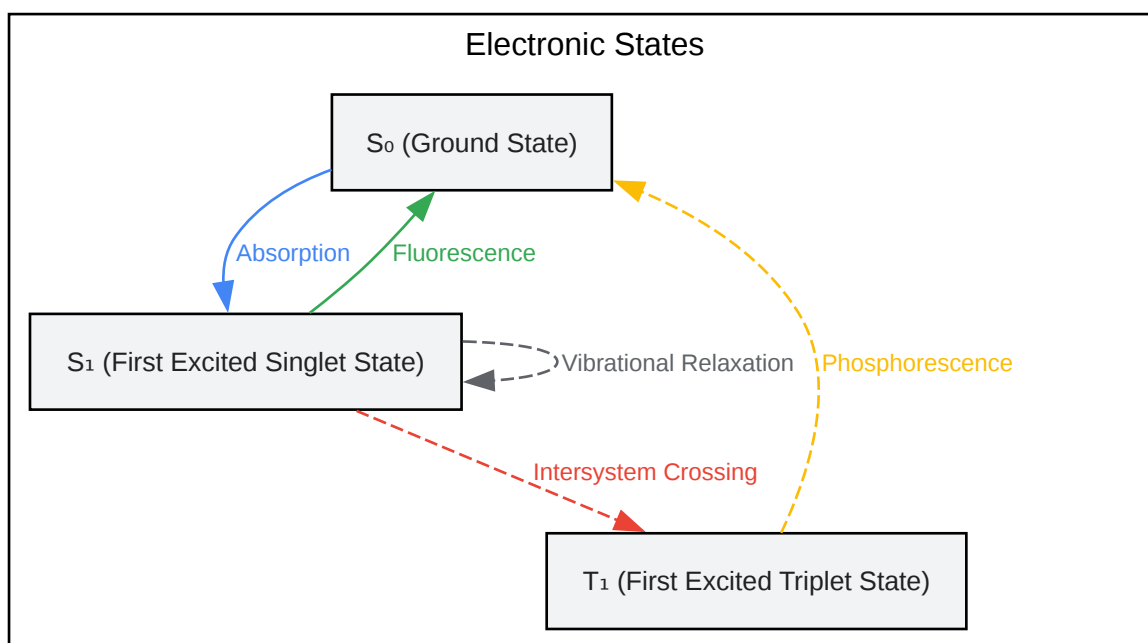 Electronic States
S₀ (Ground State)
Absorption
Fluorescence
S₁ (First Excited Singlet State)
Vibrational Relaxation
Phosphorescence
Intersystem Crossing
T₁ (First Excited Triplet State)